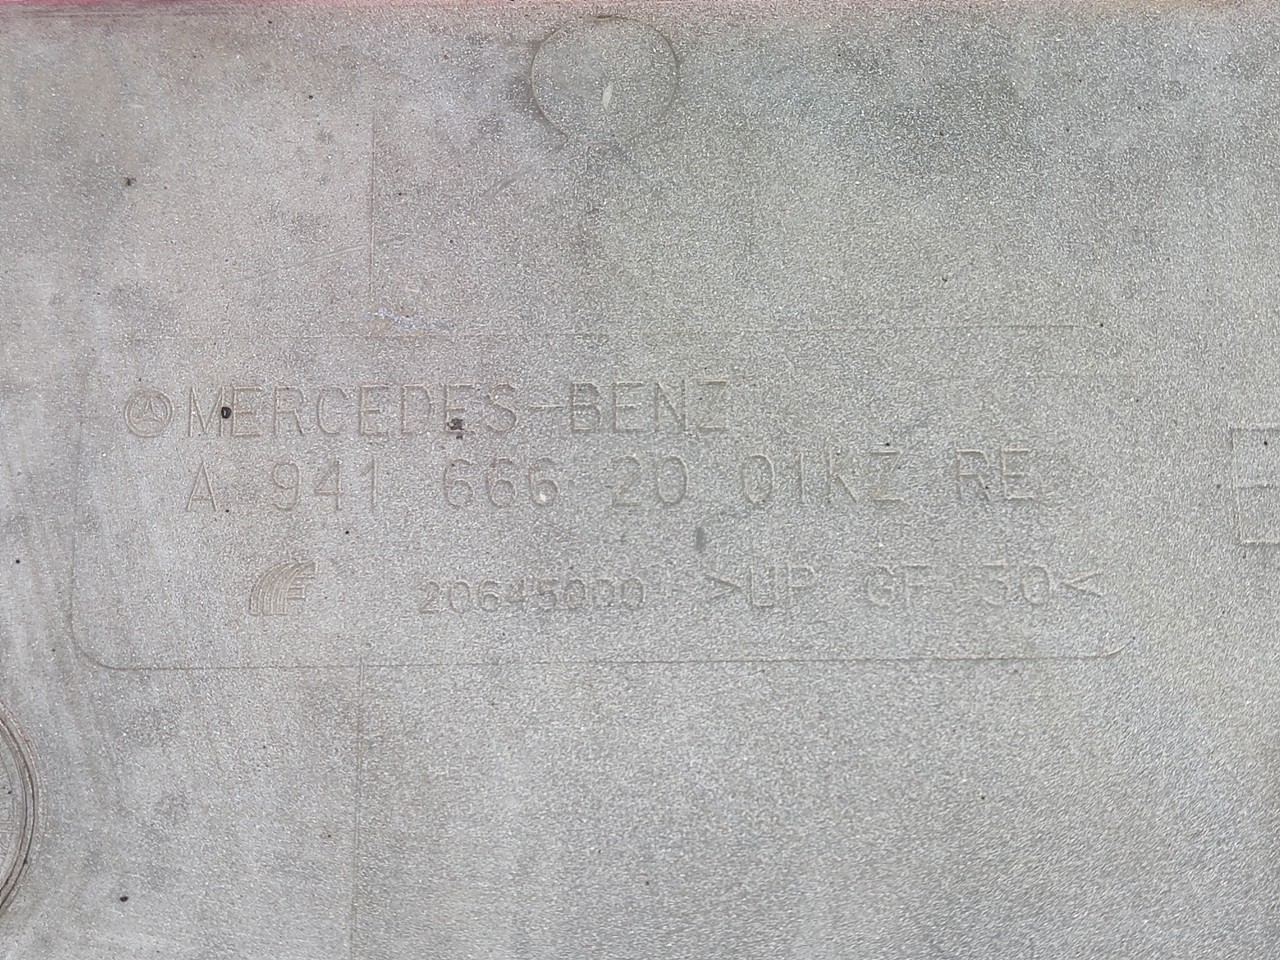 MERCEDES-BENZ
A 941 666 20 01KZ RE
20645000 >UP GF 30<